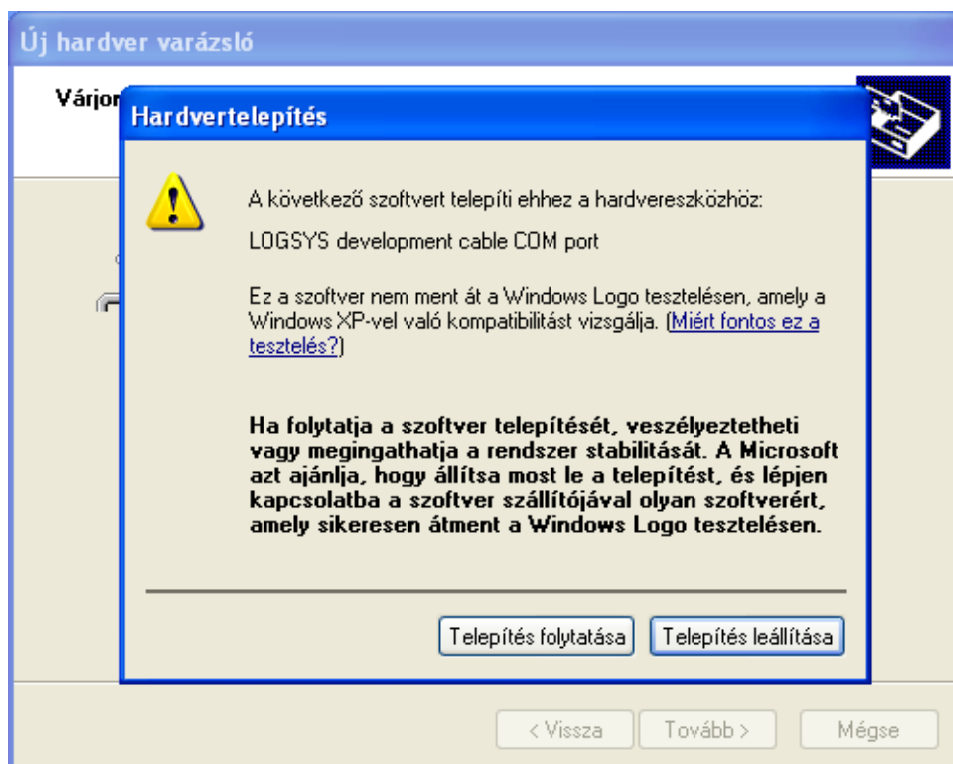 Új hardver varázsló
Hardvertelepítés
A következő szoftvert telepíti ehhez a hardvereszközhöz:
LOGSYS development cable COM port
Ez a szoftver nem ment át a Windows Logo tesztelésen, amely a
Windows XP-vel való kompatibilitást vizsgálja. (Miért fontos ez a
tesztelés?)
Ha folytatja a szoftver telepítését, veszélyeztetheti
vagy megingathatja a rendszer stabilitását. A Microsoft
azt ajánlja, hogy állítsa most le a telepítést, és lépjen
kapcsolatba a szoftver szállítójával olyan szoftverért,
amely sikeresen átment a Windows Logo tesztelésen.
Telepítés folytatása Telepítés leállítása
< Vissza Tovább > Mégse